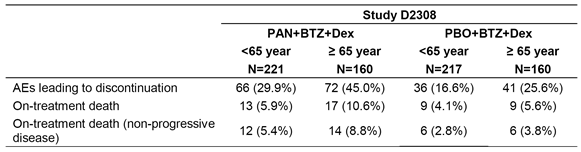 Study D2308
PAN+BTZ+Dex PBO+BTZ+Dex
<65 year ≥ 65 year <65 year ≥ 65 year
N=221 N=160 N=217 N=160
AEs leading to discontinuation 66 (29.9%) 72 (45.0%) 36 (16.6%) 41 (25.6%)
On-treatment death 13 (5.9%) 17 (10.6%) 9 (4.1%) 9 (5.6%)
On-treatment death (non-progressive
disease) 12 (5.4%) 14 (8.8%) 6 (2.8%) 6 (3.8%)